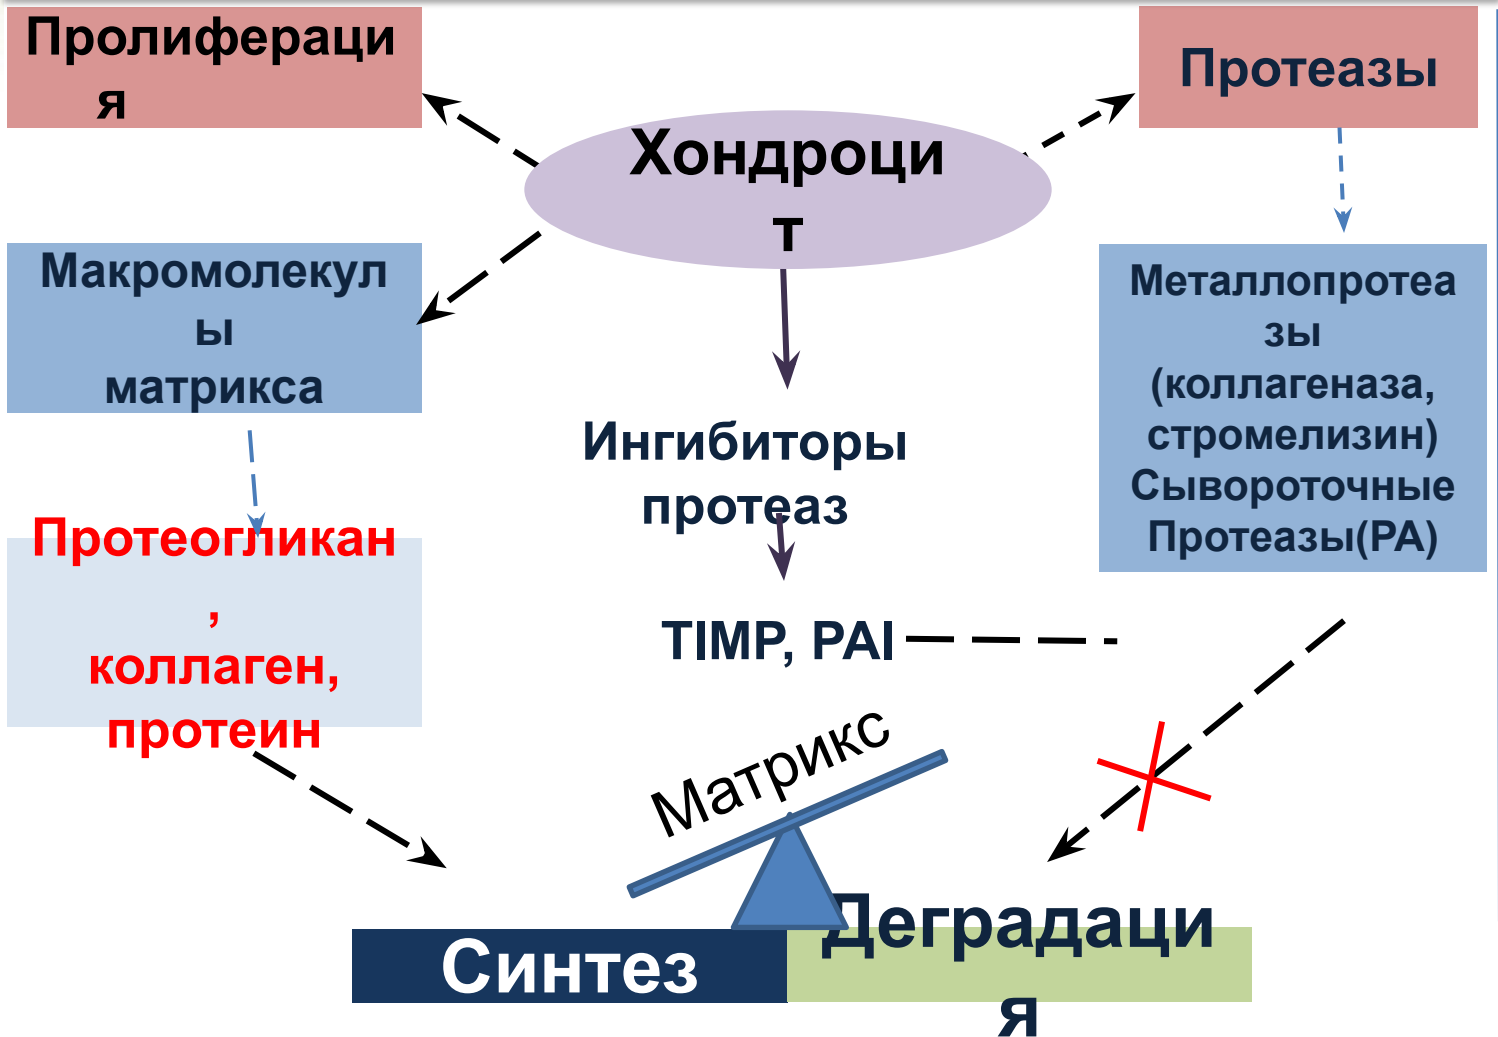 Пролифераци
я
Протеазы
Хондроци
т
Макромолекул
ы
матрикса
Металлопротеа
зы
(коллагеназа,
стромелизин)
Сывороточные
Протеазы(PA)
Ингибиторы
протеаз
Протеогликан
,
коллаген,
протеин
TIMP, PAI
Матрикс
Синтез
Деградаци
я